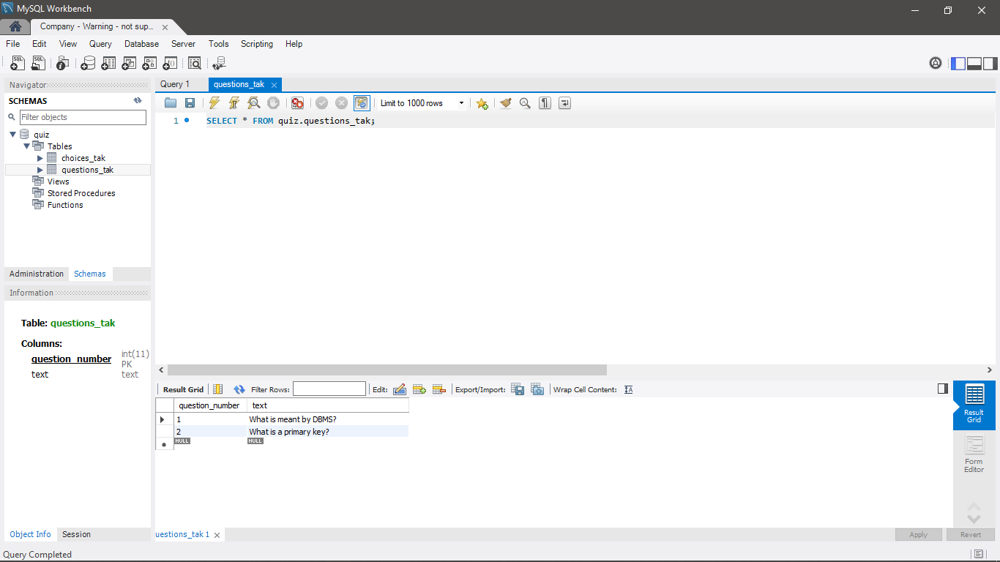 MySQL Workbench
Company - Warning - not sup...
File Edit View Query Database Server Tools Scripting Help
Navigator
SCHEMAS
Filter objects
quiz
Tables
choices_tak
questions_tak
Views
Stored Procedures
Functions
Administration Schemas
Information
Table: questions_tak
Columns:
question_number int(11) PK
text text
Object Info Session
Query 1 questions_tak
Limit to 1000 rows
1 SELECT * FROM quiz.questions_tak;
Result Grid Filter Rows: Edit: Export/Import: Wrap Cell Content: IA
question_number text
1 What is meant by DBMS?
2 What is a primary key?
NULL NULL
Result Grid
Form Editor
uestions_tak 1
Apply Revert
Query Completed